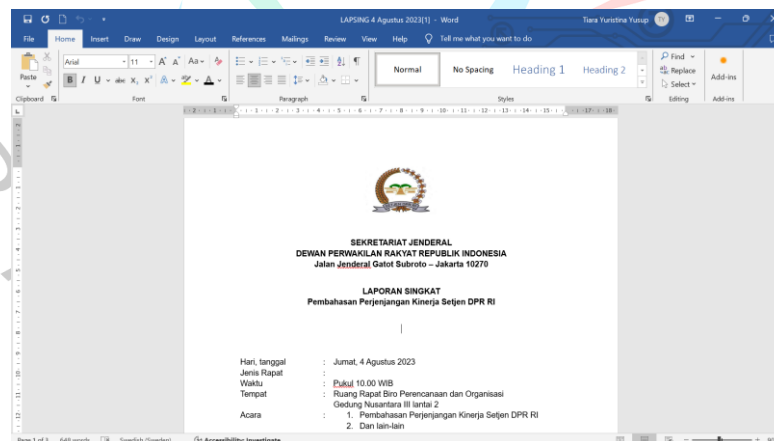 LAPSING 4 Agustus 2023[1] - Word
Tiara Yuristina Yusup
TY
File Home Insert Draw Design Layout References Mailings Review View Help Tell me what you want to do
Paste
Arial
11
Aa
B I U abc X, X² A
Normal
No Spacing
Heading 1
Heading 2
Find
Replace
Select
Add-ins
Clipboard Font Paragraph Styles Editing Add-ins
SEKRETARIAT JENDERAL
DEWAN PERWAKILAN RAKYAT REPUBLIK INDONESIA
Jalan Jenderal Gatot Subroto – Jakarta 10270
LAPORAN SINGKAT
Pembahasan Perjenjangan Kinerja Setjen DPR RI
Hari, tanggal : Jumat, 4 Agustus 2023
Jenis Rapat :
Waktu : Pukul 10.00 WIB
Tempat : Ruang Rapat Biro Perencanaan dan Organisasi
Gedung Nusantara III lantai 2
Acara : 1. Pembahasan Perjenjangan Kinerja Setjen DPR RI
2. Dan lain-lain
Page 1 of 3 648 words Swedish (Sweden) Accessibility: Investigate